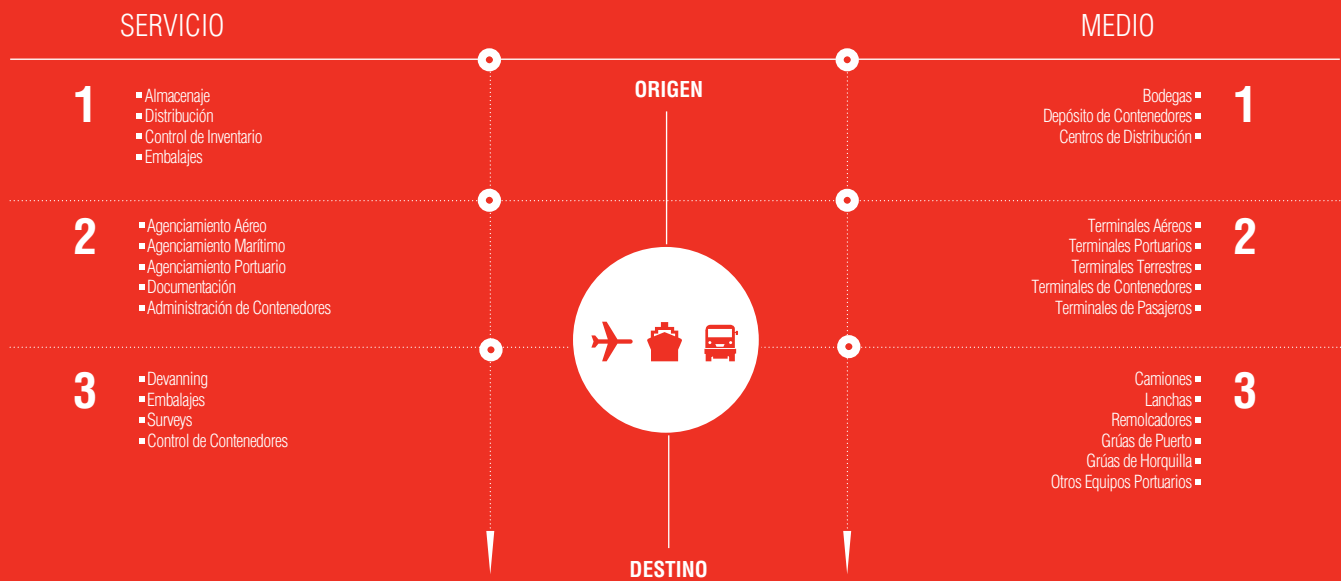 SERVICIO
MEDIO
ORIGEN
1
Almacenaje
Distribución
Control de Inventario
Embalajes
Bodegas
Depósito de Contenedores
Centros de Distribución
1
2
Agenciamiento Aéreo
Agenciamiento Marítimo
Agenciamiento Portuario
Documentación
Administración de Contenedores
Terminales Aéreos
Terminales Portuarios
Terminales Terrestres
Terminales de Contenedores
Terminales de Pasajeros
2
3
Devanning
Embalajes
Surveys
Control de Contenedores
Camiones
Lanchas
Remolcadores
Grúas de Puerto
Grúas de Horquilla
Otros Equipos Portuarios
3
DESTINO